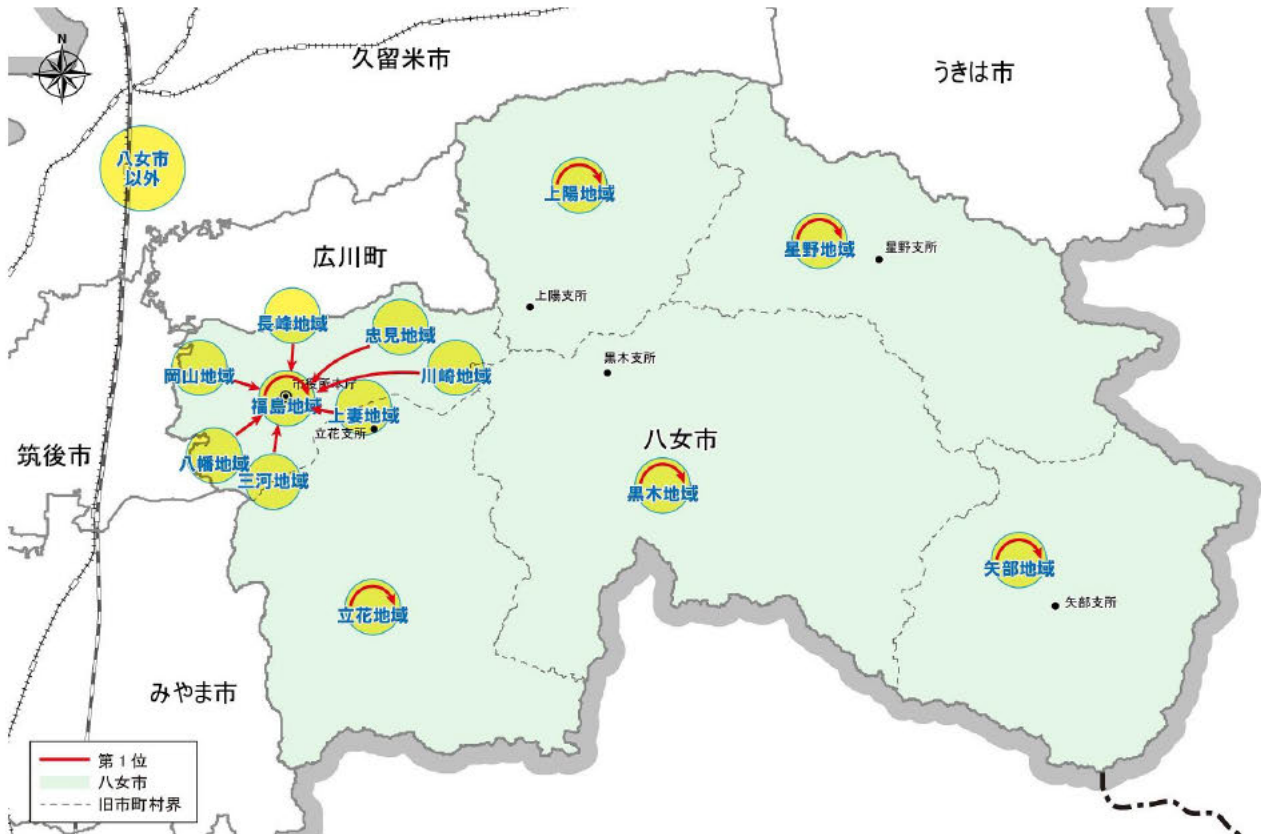 N
久留米市
うきは市
八女市
以外
上陽地域
星野地域
星野支所
広川町
上陽支所
長峰地域
忠見地域
黒木支所
岡山地域
川崎地域
市役所本庁
福島地域
上妻地域
立花支所
八女市
筑後市
八幡地域
三河地域
黒木地域
矢部地域
矢部支所
立花地域
みやま市
第1位
八女市
旧市町村界